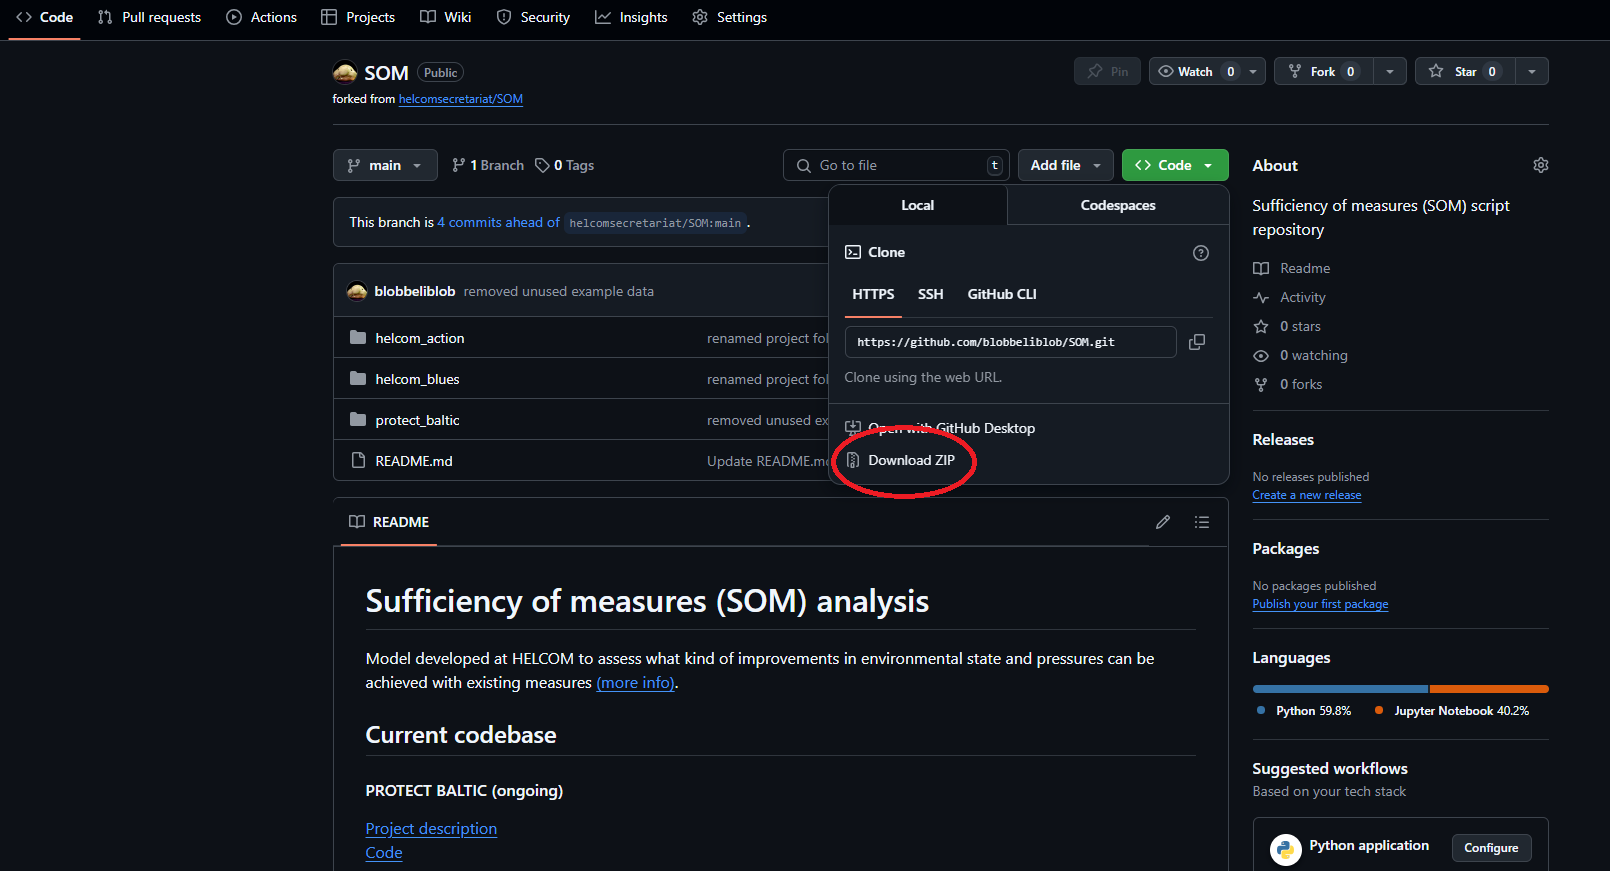 Code Pull requests Actions Projects Wiki Security Insights Settings
SOM Public
Pin Watch 0 Fork 0 Star 0
forked from helcomsecretariat/SOM
main 1 Branch 0 Tags Go to file t Add file Code
This branch is 4 commits ahead of helcomsecretariat/SOM:main .
blobbeliblob removed unused example data
helcom_action renamed project fol
helcom_blues renamed project fol
protect_baltic removed unused ex
README.md Update README.md
Local Codespaces
Clone
HTTPS SSH GitHub CLI
https://github.com/blobbeliblob/SOM.git
Clone using the web URL.
Open with GitHub Desktop
Download ZIP
README
Sufficiency of measures (SOM) analysis
Model developed at HELCOM to assess what kind of improvements in environmental state and pressures can be
achieved with existing measures (more info).
Current codebase
PROTECT BALTIC (ongoing)
Project description
Code
About
Sufficiency of measures (SOM) script
repository
Readme
Activity
0 stars
0 watching
0 forks
Releases
No releases published
Create a new release
Packages
No packages published
Publish your first package
Languages
Python 59.8% Jupyter Notebook 40.2%
Suggested workflows
Based on your tech stack
Python application Configure